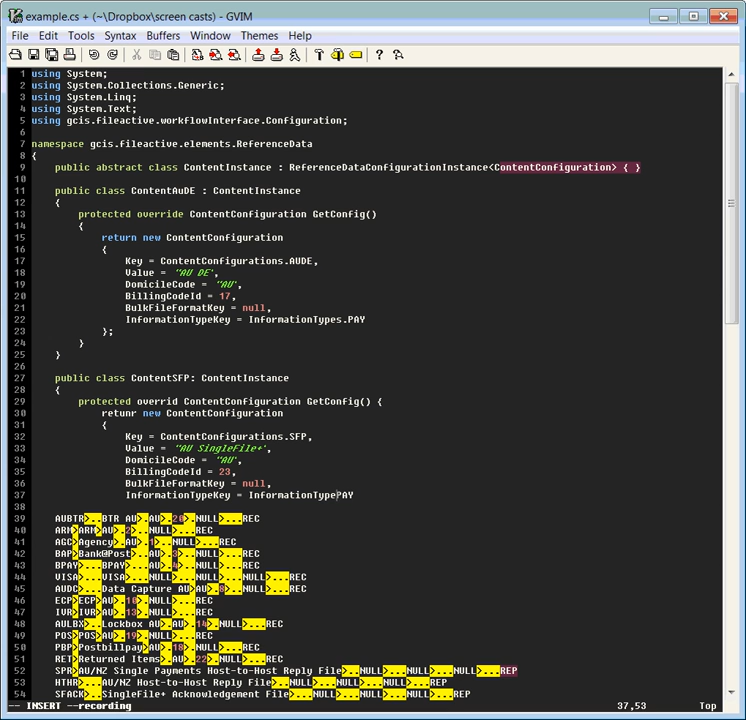 example.cs + (~\Dropbox\screen casts) - GVIM
File Edit Tools Syntax Buffers Window Themes Help
1 using System;
2 using System.Collections.Generic;
3 using System.Linq;
4 using System.Text;
5 using gcis.fileactive.workflowInterface.Configuration;
6
7 namespace gcis.fileactive.elements.ReferenceData
8 {
9 public abstract class ContentInstance : ReferenceDataConfigurationInstance<ContentConfiguration> { }
10
11 public class ContentAuDE : ContentInstance
12 {
13 protected override ContentConfiguration GetConfig()
14 {
15 return new ContentConfiguration
16 {
17 Key = ContentConfigurations.AUDE,
18 Value = "AU DE",
19 DomicileCode = "AU",
20 BillingCodeId = 17,
21 BulkFileFormatKey = null,
22 InformationTypeKey = InformationTypes.PAY
23 };
24 }
25 }
26
27 public class ContentSFP: ContentInstance
28 {
29 protected overrid ContentConfiguration GetConfig() {
30 retunr new ContentConfiguration
31 {
32 Key = ContentConfigurations.SFP,
33 Value = "AU SingleFile+",
34 DomicileCode = "AU",
35 BillingCodeId = 23,
36 BulkFileFormatKey = null,
37 InformationTypeKey = InformationTypePAY
38
39 AUBTR>..BTR AU>.AU>.20>.NULL>...REC
40 ARM>ARM>AU>.2>..NULL>...REC
41 AGC>Agency>.AU>.1>..NULL>...REC
42 BAP>Bank@Post>..AU>.3>..NULL>...REC
43 BPAY>...BPAY>...AU>.4>..NULL>...REC
44 VISA>...VISA>...NULL>...NULL>...NULL>...REC
45 AUDC>...Data Capture AU>AU>.8>..NULL>...REC
46 ECP>ECP>AU>.10>.NULL>...REC
47 IVR>IVR>AU>.13>.NULL>...REC
48 AULBX>..Lockbox AU>.AU>.14>.NULL>...REC
49 POS>POS>AU>.19>.NULL>...REC
50 PBP>Postbillpay>AU>.18>.NULL>...REC
51 RET>Returned Items>.AU>.22>.NULL>...REC
52 SPR>AU/NZ Single Payments Host-to-Host Reply File>..NULL>...NULL>...NULL>...REP
53 HTHR>...AU/NZ Host-to-Host Reply File>..NULL>...NULL>...NULL>...REP
54 SFACK>..SingleFile+ Acknowledgement File>...NULL>...NULL>...NULL>...REP
-- INSERT --recording 37,53 Top